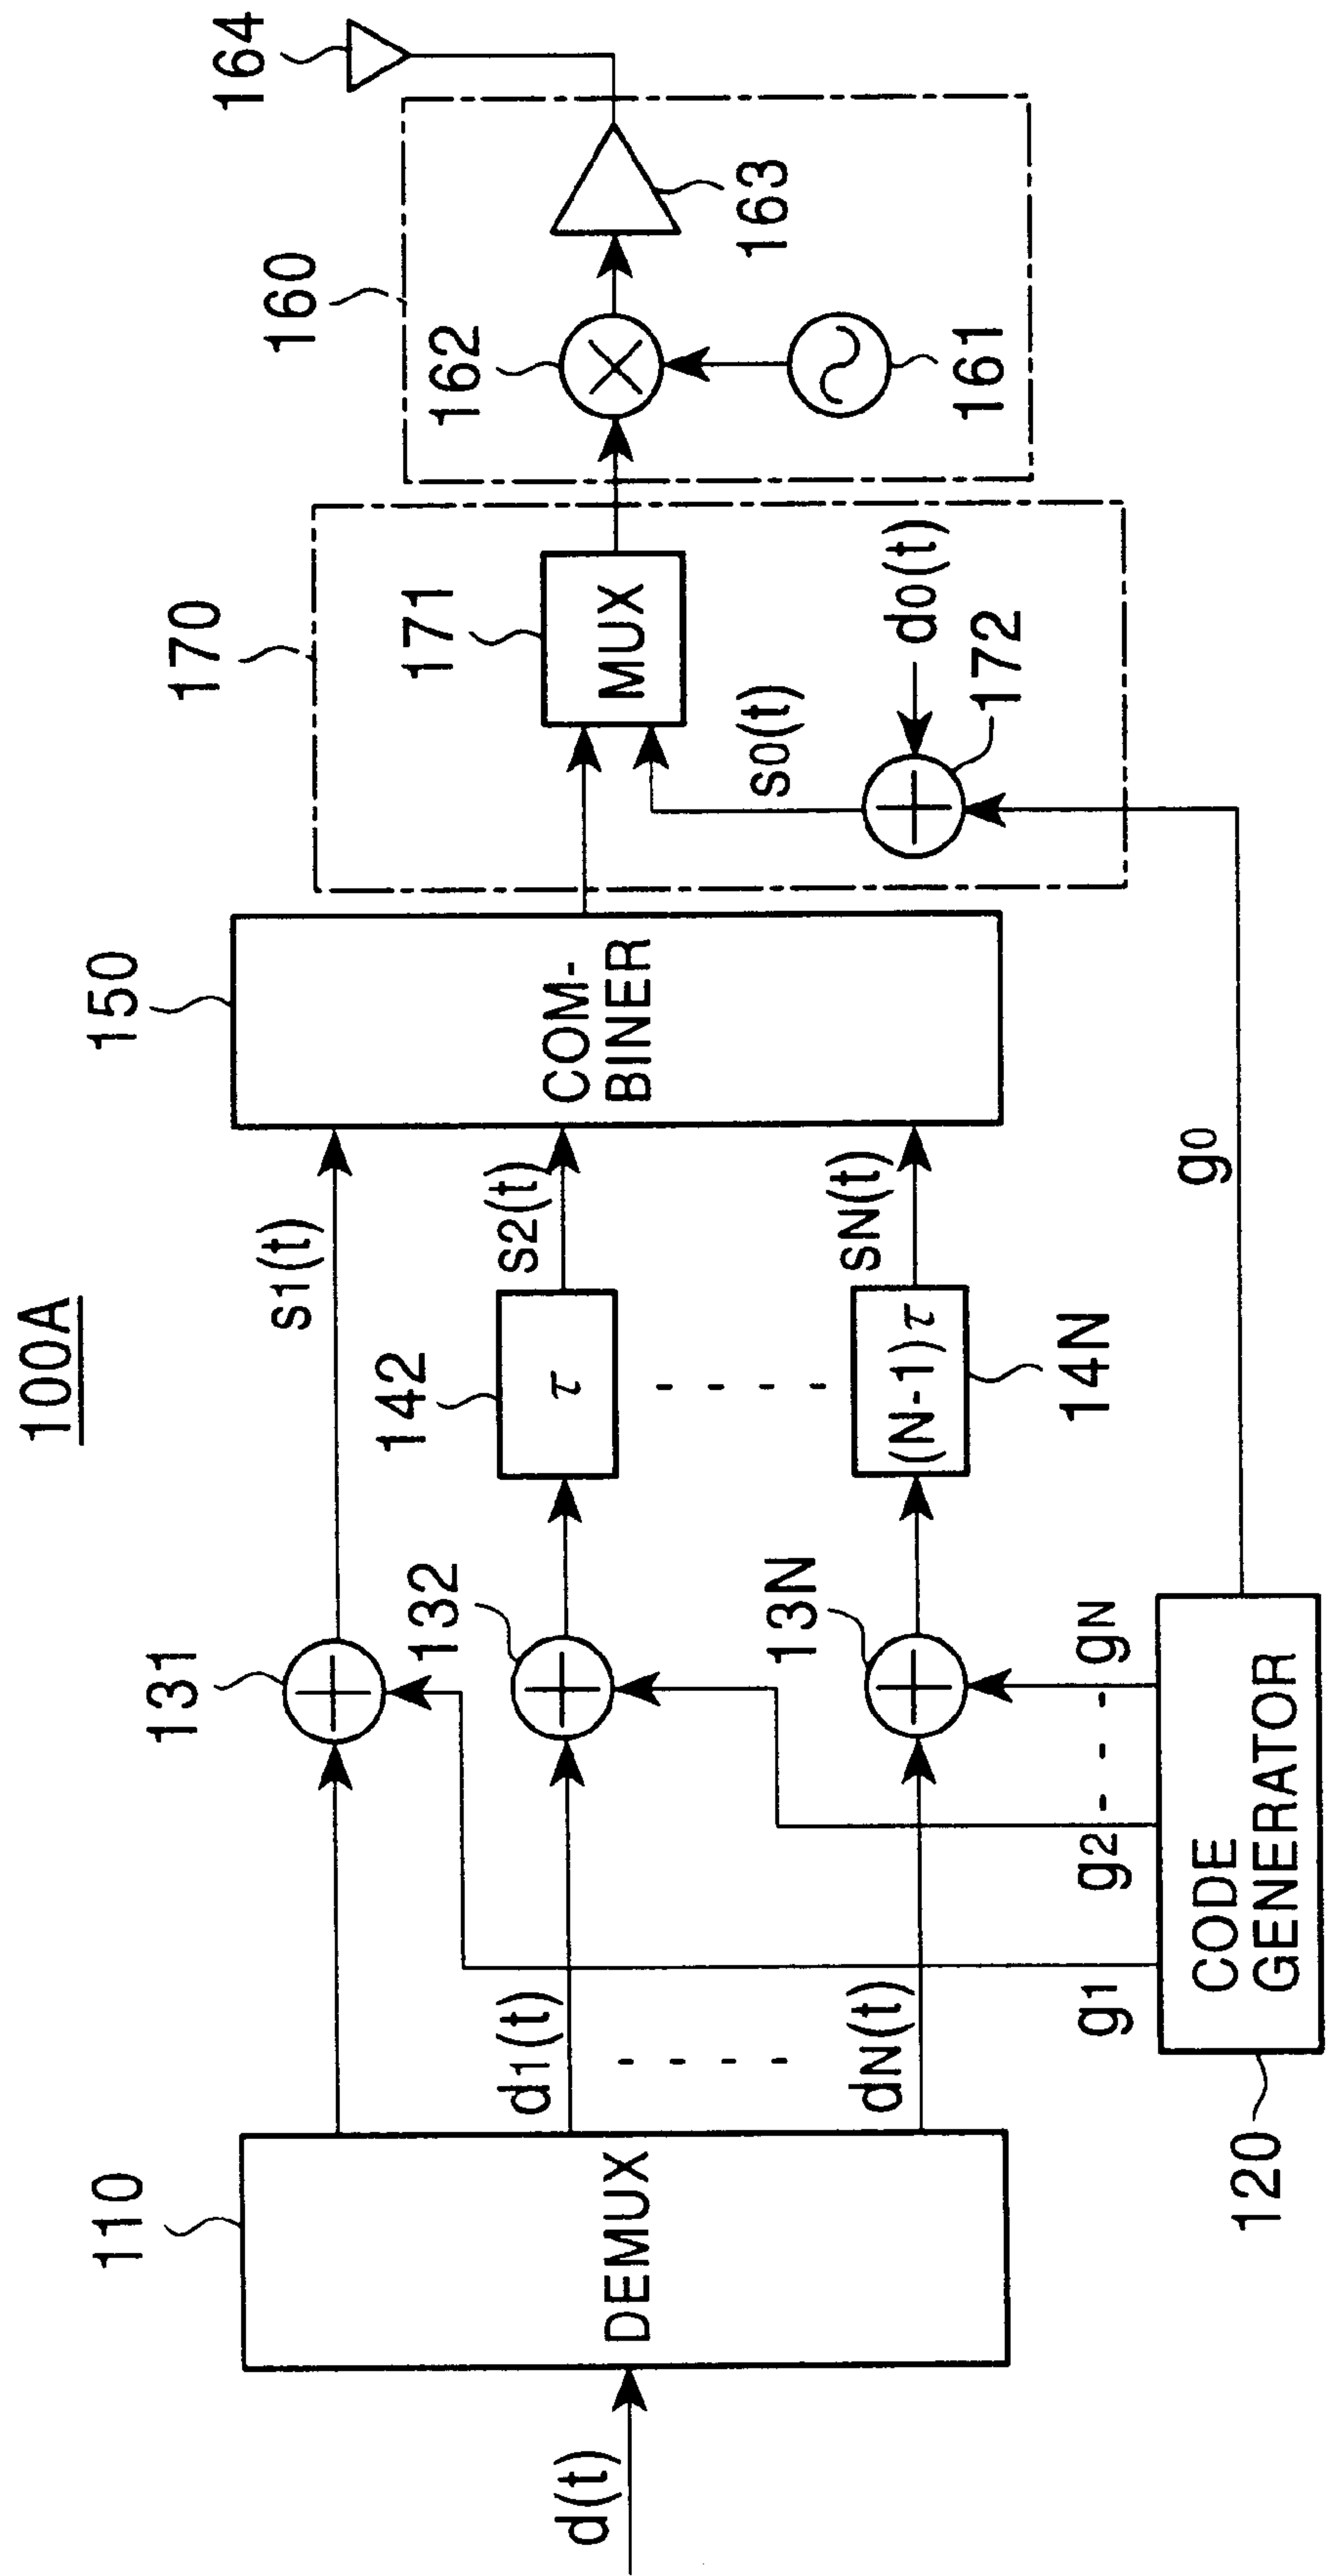 100A
d(t)
110
DEMUX
d1(t)
dN(t)
120
CODE
GENERATOR
g1
g2
gN
g0
131
132
13N
142
τ
14N
(N-1)τ
s1(t)
s2(t)
sN(t)
150
COM-
BINER
170
171
MUX
s0(t)
d0(t)
172
160
162
161
163
164